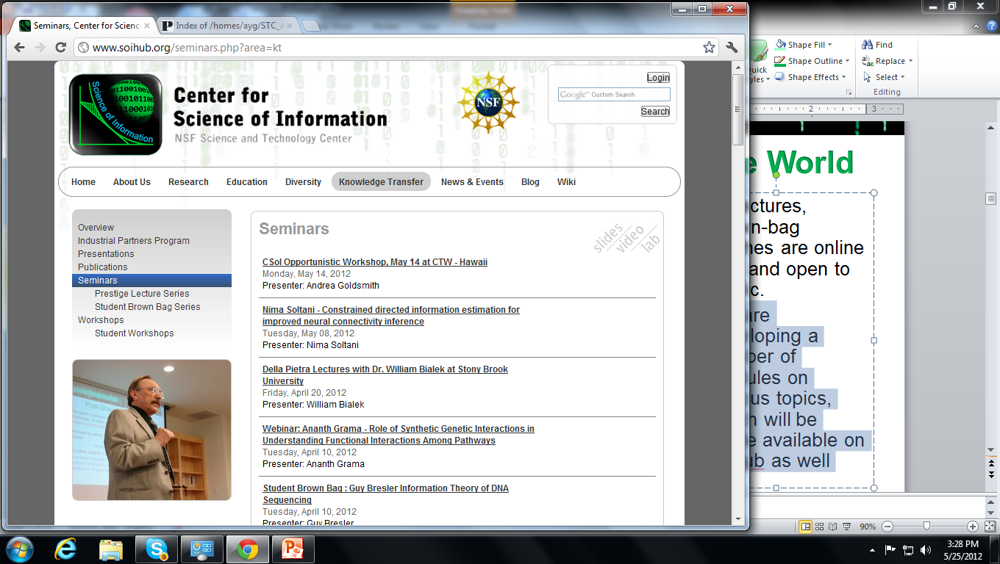 Seminars, Center for Scienc
Index of /homes/ayg/STC_
www.soihub.org/seminars.php?area=kt
Science of Information
Center for
Science of Information
NSF Science and Technology Center
NSF
Login
Google™ Custom Search
Search
Home About Us Research Education Diversity Knowledge Transfer News & Events Blog Wiki
Overview
Industrial Partners Program
Presentations
Publications
Seminars
Prestige Lecture Series
Student Brown Bag Series
Workshops
Student Workshops
Seminars
slides
video
lab
CSoI Opportunistic Workshop, May 14 at CTW - Hawaii
Monday, May 14, 2012
Presenter: Andrea Goldsmith
Nima Soltani - Constrained directed information estimation for
improved neural connectivity inference
Tuesday, May 08, 2012
Presenter: Nima Soltani
Della Pietra Lectures with Dr. William Bialek at Stony Brook
University
Friday, April 20, 2012
Presenter: William Bialek
Webinar: Ananth Grama - Role of Synthetic Genetic Interactions in
Understanding Functional Interactions Among Pathways
Tuesday, April 10, 2012
Presenter: Ananth Grama
Student Brown Bag : Guy Bresler Information Theory of DNA
Sequencing
Tuesday, April 10, 2012
Presenter: Guy Bresler
Shape Fill
Shape Outline
Shape Effects
Find
Replace
Select
Editing
2 3
e World
ctures,
n-bag
nes are online
and open to
c.
are
loping a
ber of
ules on
us topics,
n will be
e available on
ub as well
90%
9
3:28 PM
5/25/2012